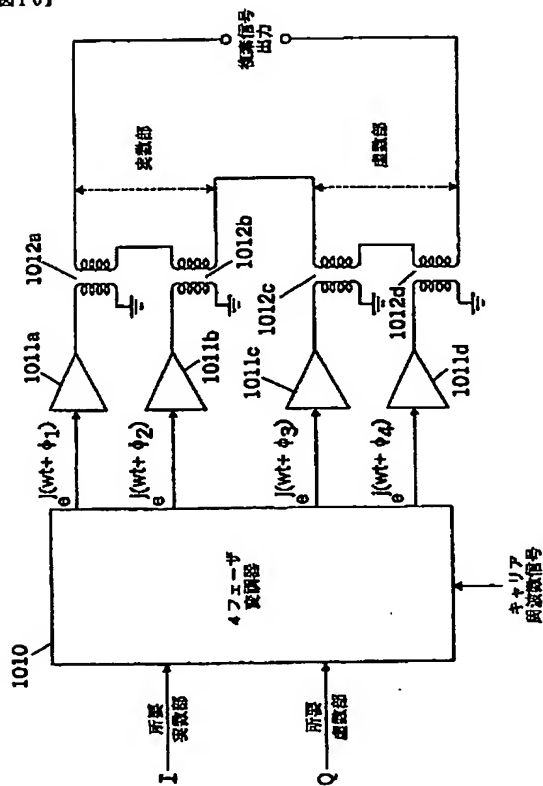 【図10】
1010
I
所要
実数部
Q
所要
虚数部
4フェーザ
変調器
キャリア
周波数信号
e j(wt+ φ1)
e j(wt+ φ2)
e j(wt+ φ3)
e j(wt+ φ4)
1011a
1011b
1011c
1011d
1012a
1012b
1012c
1012d
実数部
虚数部
複素信号
出力